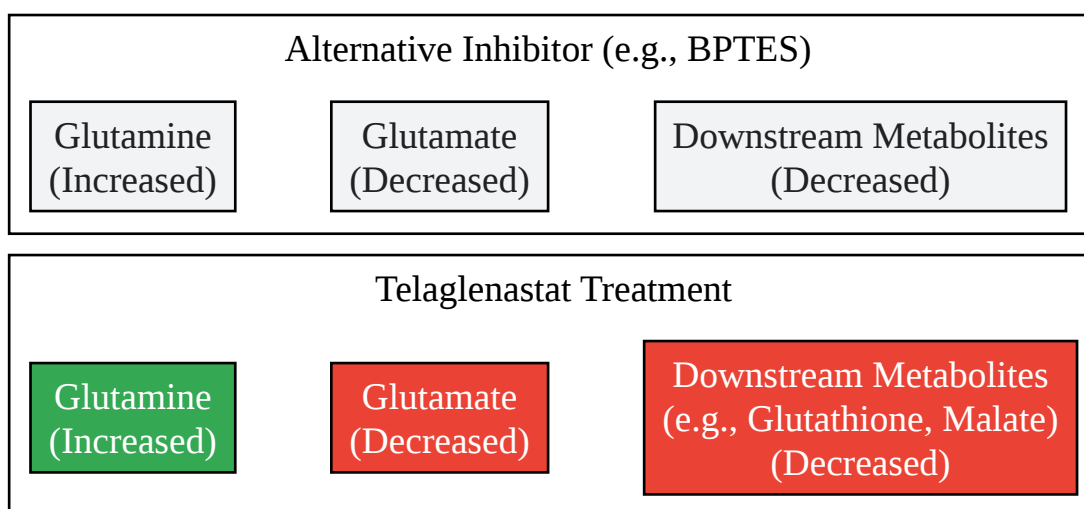 Alternative Inhibitor (e.g., BPTES)
Glutamine
(Increased)
Glutamate
(Decreased)
Downstream Metabolites
(Decreased)
Telaglenastat Treatment
Glutamine
(Increased)
Glutamate
(Decreased)
Downstream Metabolites
(e.g., Glutathione, Malate)
(Decreased)